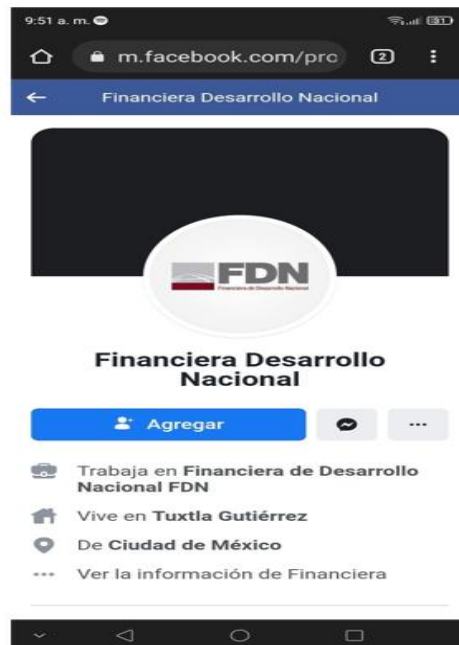 9:51 a. m.
31
m.facebook.com/pro
2
Financiera Desarrollo Nacional
FDN
Financiera de Desarrollo Nacional
Financiera Desarrollo
Nacional
Agregar
Trabaja en Financiera de Desarrollo
Nacional FDN
Vive en Tuxtla Gutiérrez
De Ciudad de México
Ver la información de Financiera